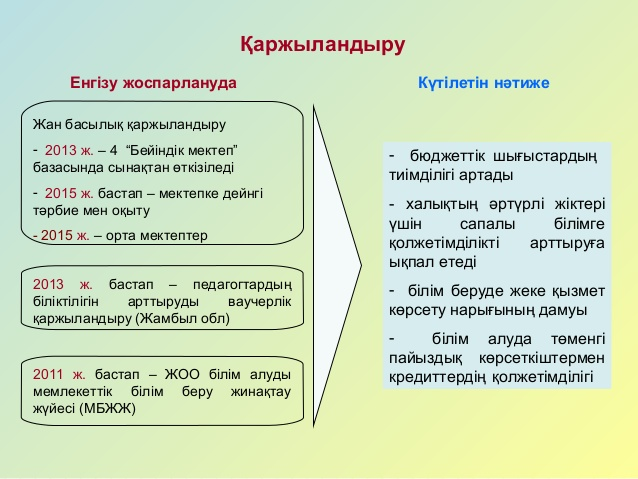 Қаржыландыру
Енгізу жоспарлануда
Жан басылық қаржыландыру
- 2013 ж. – 4 “Бейіндік мектеп”
базасында сынақтан өткізіледі
- 2015 ж. бастап – мектепке дейнгі
тәрбие мен оқыту
- 2015 ж. – орта мектептер
2013 ж. бастап – педагогтардың
біліктілігін арттыруды ваучерлік
қаржыландыру (Жамбыл обл)
2011 ж. бастап – ЖОО білім алуды
мемлекеттік білім беру жинақтау
жүйесі (МБЖЖ)
Күтілетін нәтиже
- бюджеттік шығыстардың
тиімділігі артады
- халықтың әртүрлі жіктері
үшін сапалы білімге
қолжетімділікті арттыруға
ықпал етеді
- білім беруде жеке қызмет
көрсету нарығының дамуы
- білім алуда төменгі
пайыздық көрсеткіштермен
кредиттердің қолжетімділігі